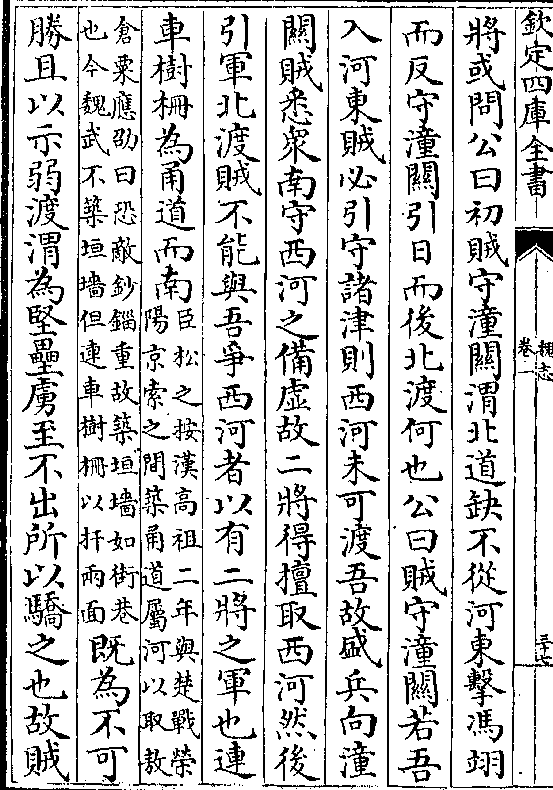 欽定四庫全書
魏志
卷一
三十七
將或問公曰初賊守潼關渭北道缺不從河東擊馮翊
而反守潼關引日而後北渡何也公曰賊守潼關若吾
入河東賊必引守諸津則西河未可渡吾故盛兵向潼
關賊悉衆南守西河之備虛故二將得擅取西河然後
引軍北渡賊不能與吾爭西河者以有二將之軍也連
車樹柵為甬道而南
臣松之按漢高祖二年與楚戰榮
陽京索之間築甬道屬河以取敖
倉粟應劭曰恐敵鈔錙重故築垣墻如街巷
也今魏武不築垣墻但連車樹柵以扞兩面
既為不可
勝且以示弱渡渭為堅壘虜至不出所以驕之也故賊